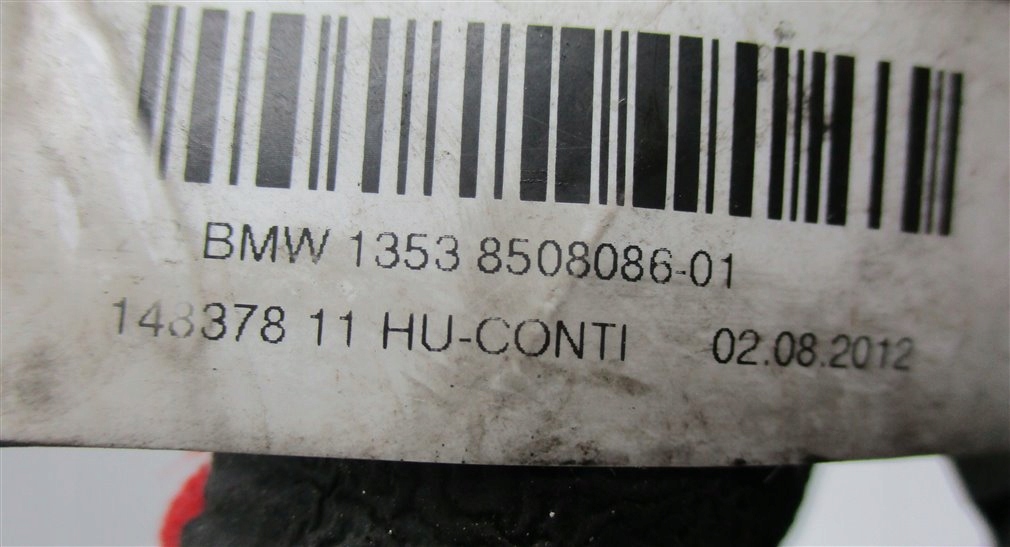 BMW 1353 8508086-01
148378 11 HU-CONTI 02.08.2012